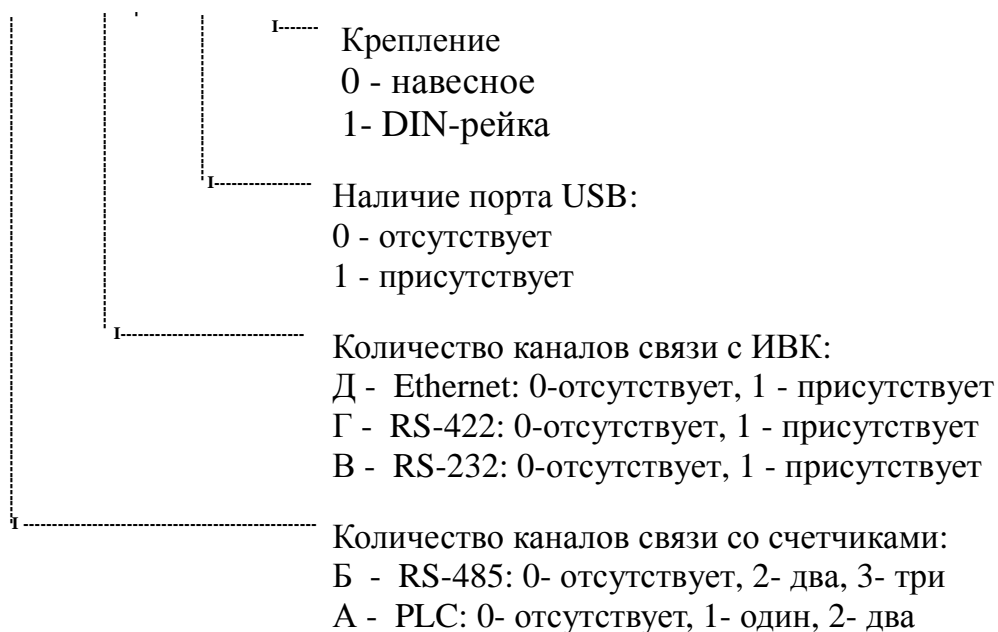 Крепление
0 - навесное
1- DIN-рейка
Наличие порта USB:
0 - отсутствует
1 - присутствует
Количество каналов связи с ИВК:
Д - Ethernet: 0-отсутствует, 1 - присутствует
Г - RS-422: 0-отсутствует, 1 - присутствует
В - RS-232: 0-отсутствует, 1 - присутствует
Количество каналов связи со счетчиками:
Б - RS-485: 0- отсутствует, 2- два, 3- три
А - PLC: 0- отсутствует, 1- один, 2- два